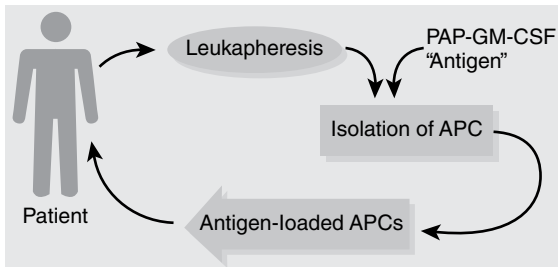 Leukapheresis
PAP-GM-CSF
“Antigen”
Isolation of APC
Antigen-loaded APCs
Patient